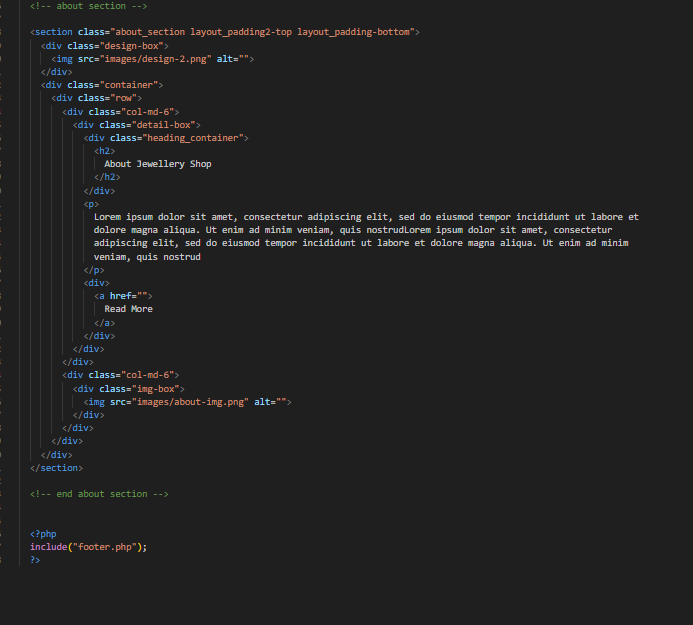 <!-- about section -->
<section class="about_section layout_padding2-top layout_padding-bottom">
<div class="design-box">
<img src="images/design-2.png" alt="">
</div>
<div class="container">
<div class="row">
<div class="col-md-6">
<div class="detail-box">
<div class="heading_container">
<h2>
About Jewellery Shop
</h2>
</div>
<p>
Lorem ipsum dolor sit amet, consectetur adipiscing elit, sed do eiusmod tempor incididunt ut labore et
dolore magna aliqua. Ut enim ad minim veniam, quis nostrudLorem ipsum dolor sit amet, consectetur
adipiscing elit, sed do eiusmod tempor incididunt ut labore et dolore magna aliqua. Ut enim ad minim
veniam, quis nostrud
</p>
<div>
<a href="">
Read More
</a>
</div>
</div>
</div>
<div class="col-md-6">
<div class="img-box">
<img src="images/about-img.png" alt="">
</div>
</div>
</div>
</div>
</section>
<!-- end about section -->
<?php
include("footer.php");
?>